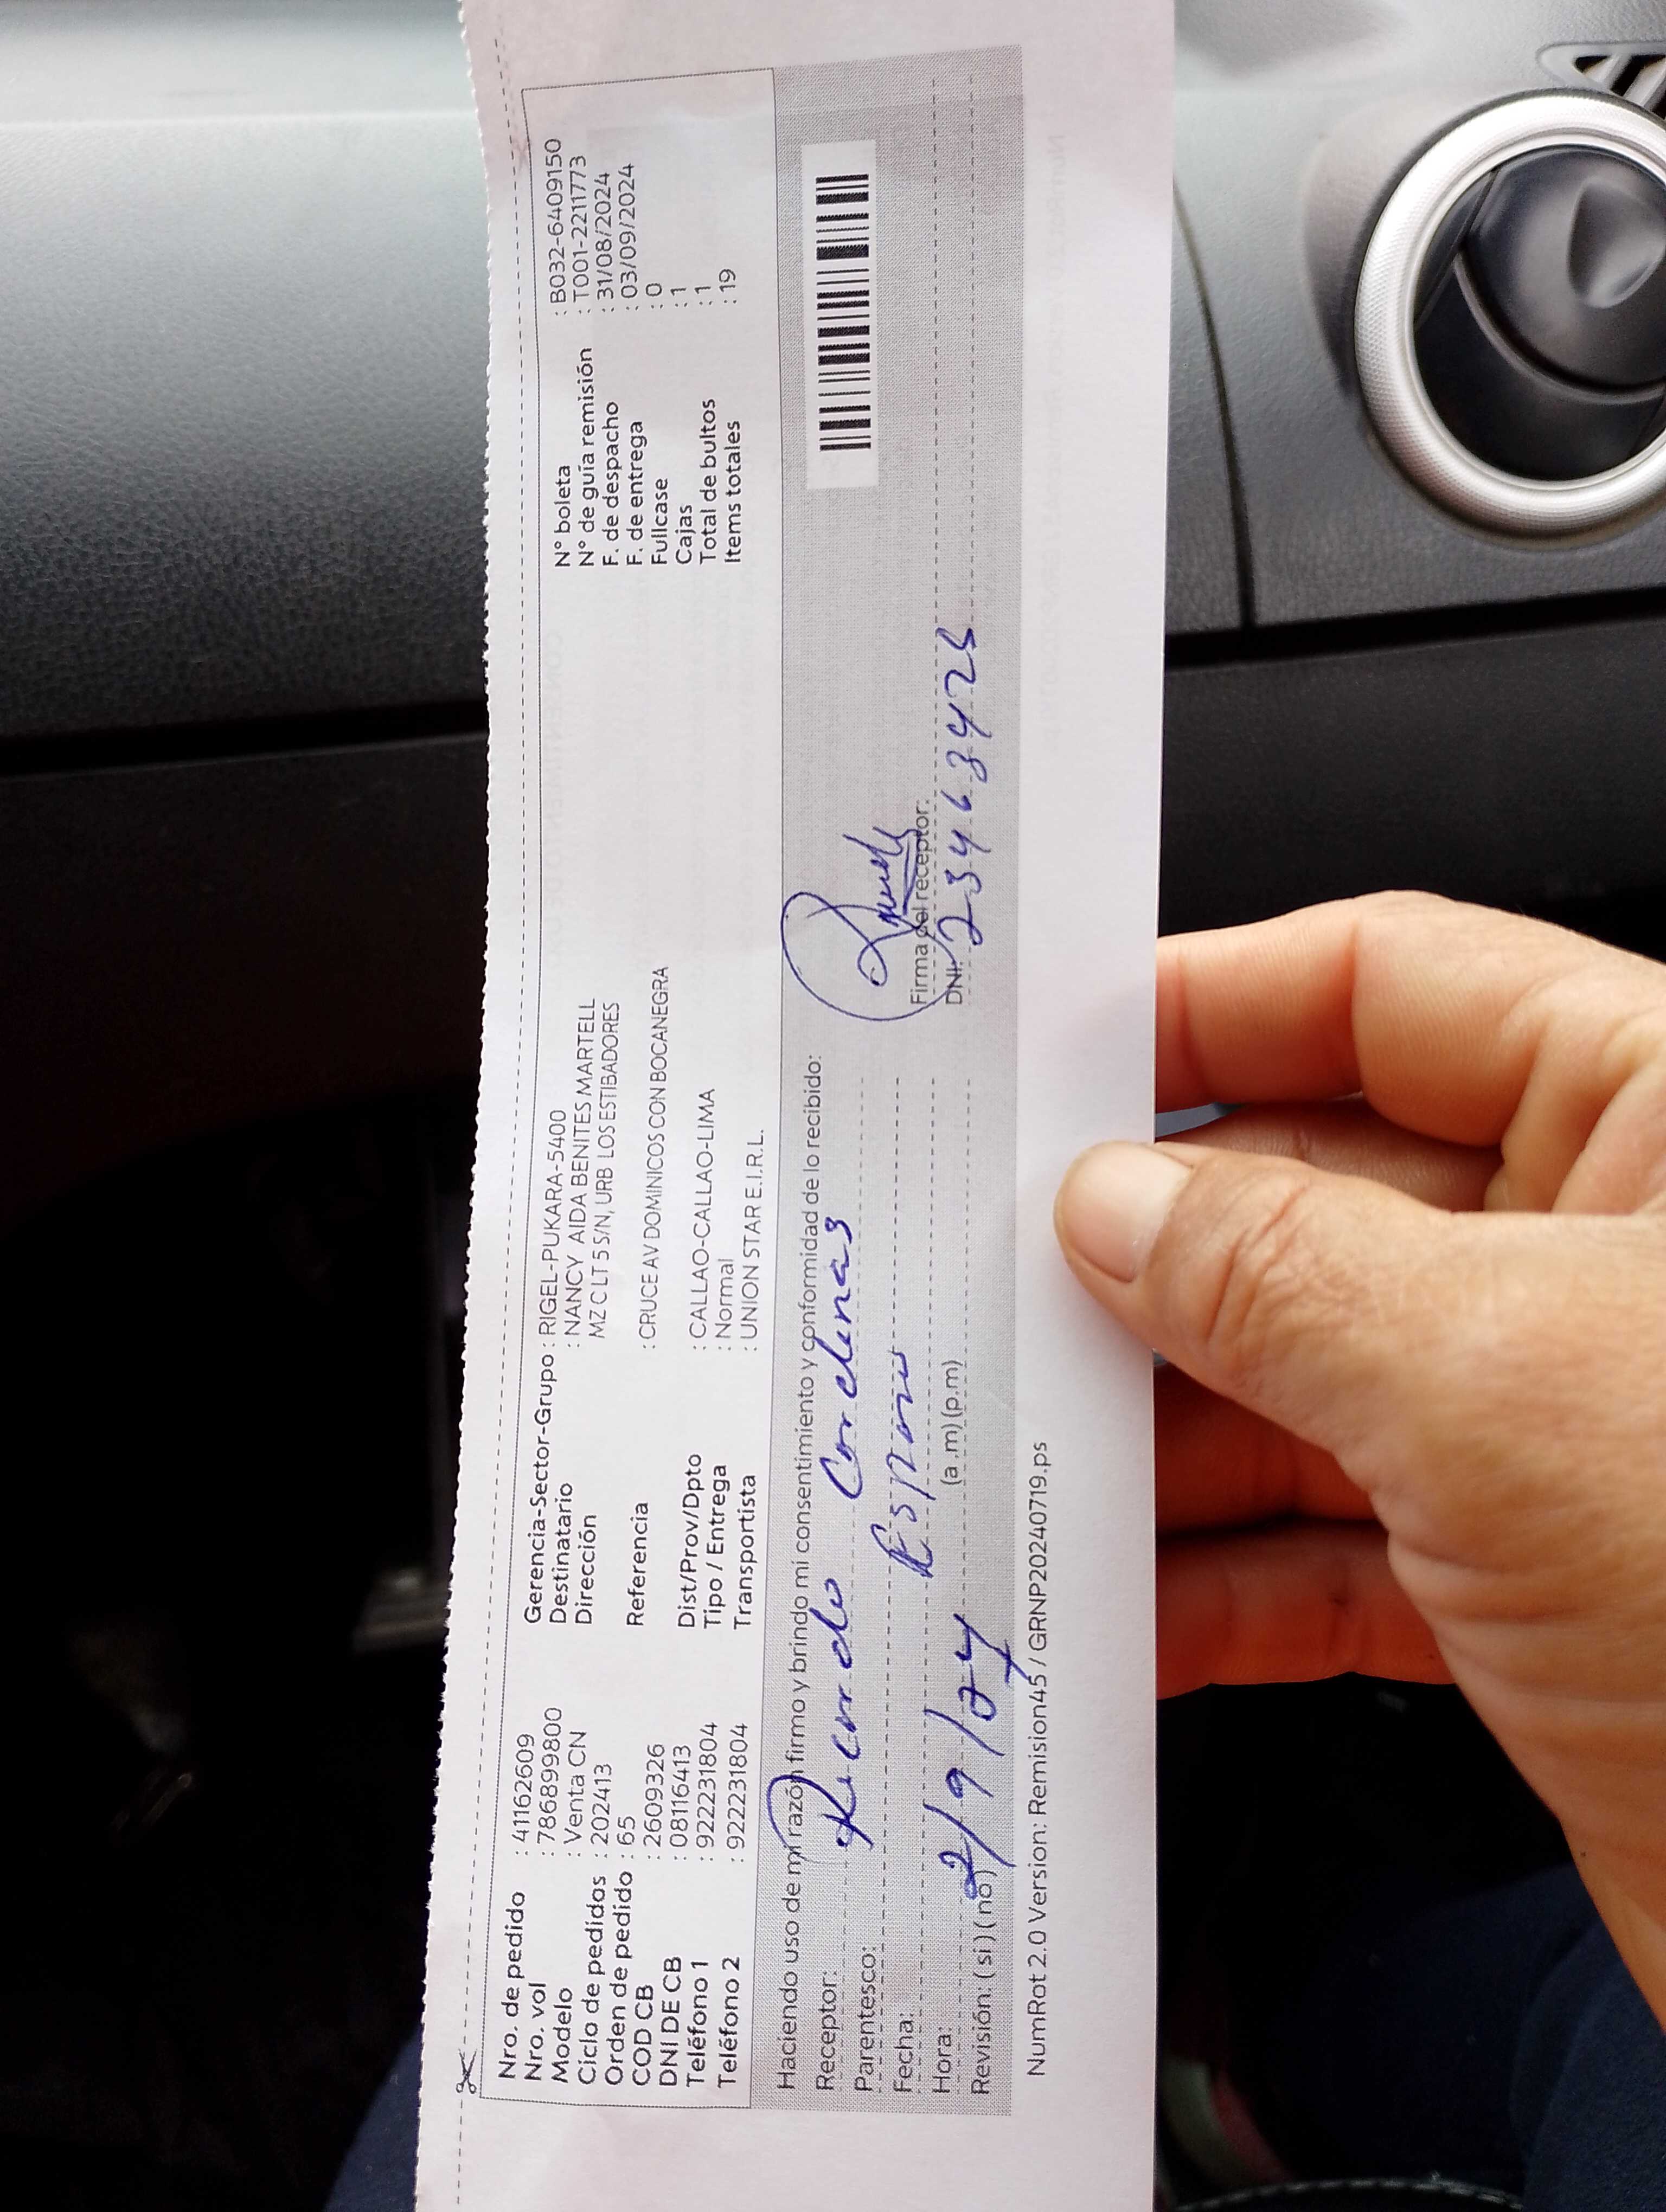 Nro. de pedido : 41162609
Nro. vol : 786899800
Modelo : Venta CN
Ciclo de pedidos : 202413
Orden de pedido : 65
COD CB : 2609326
DNI DE CB : 08116413
Teléfono 1 : 922231804
Teléfono 2 : 922231804
Gerencia-Sector-Grupo : RIGEL-PUKARA-5400
Destinatario : NANCY AIDA BENITES MARTELL
Dirección MZ C LT 5 S/N, URB LOS ESTIBADORES
Referencia : CRUCE AV DOMINICOS CON BOCANEGRA
Dist/Prov/Dpto : CALLAO-CALLAO-LIMA
Tipo / Entrega : Normal
Transportista : UNION STAR E.I.R.L.
N° boleta : B032-6409150
N° de guía remisión : T001-2211773
F. de despacho : 31/08/2024
F. de entrega : 03/09/2024
Fullcase : 0
Cajas : 1
Total de bultos : 1
Items totales : 19
Haciendo uso de mi razón firmo y brindo mi consentimiento y conformidad de lo recibido:
Receptor: Ricardo Cardenas
Parentesco: Esposo
Fecha: 2/9/24
Hora: (a .m) (p.m)
Revisión: ( si ) ( no )
Firma del receptor:
DNI: 23463425
NumRot 2.0 Version: Remision45 / GRNP20240719.ps